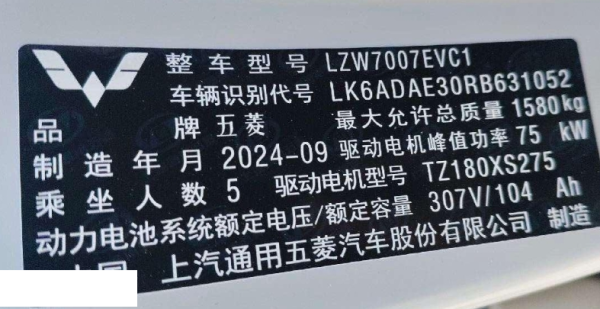 整车型号 LZW7007EVC1
车辆识别代号 LK6ADAE30RB631052
品牌 五菱 最大允许总质量 1580kg
制造年月 2024-09 驱动电机峰值功率 75 kW
乘坐人数 5 驱动电机型号 TZ180XS275
动力电池系统额定电压/额定容量 307V/104 Ah
国 上汽通用五菱汽车股份有限公司 制造